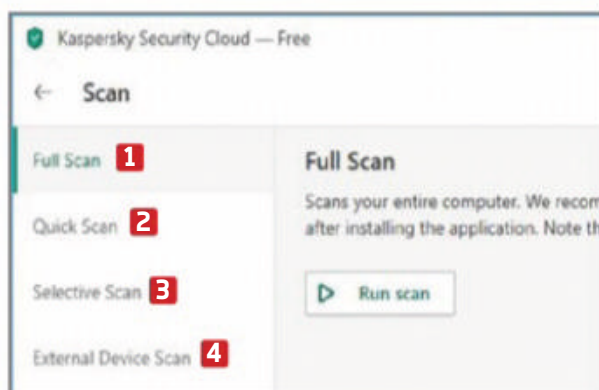 Kaspersky Security Cloud — Free
← Scan
Full Scan 1
Quick Scan 2
Selective Scan 3
External Device Scan 4
Full Scan
Scans your entire computer. We recom
after installing the application. Note th
Run scan